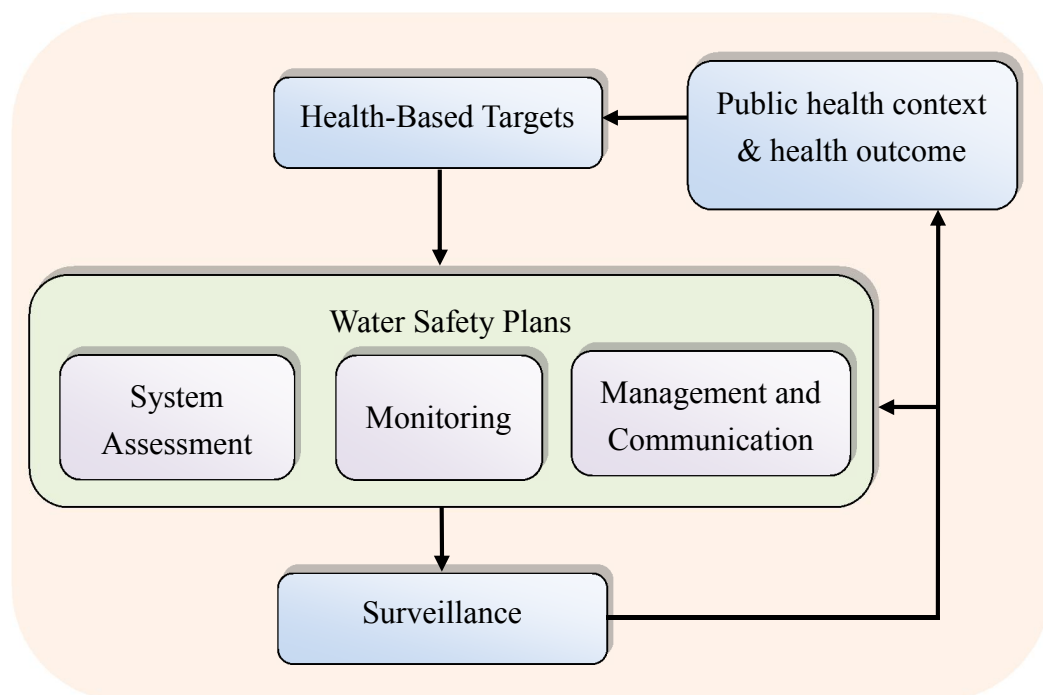 Health-Based Targets
Public health context
& health outcome
Water Safety Plans
System
Assessment
Monitoring
Management and
Communication
Surveillance